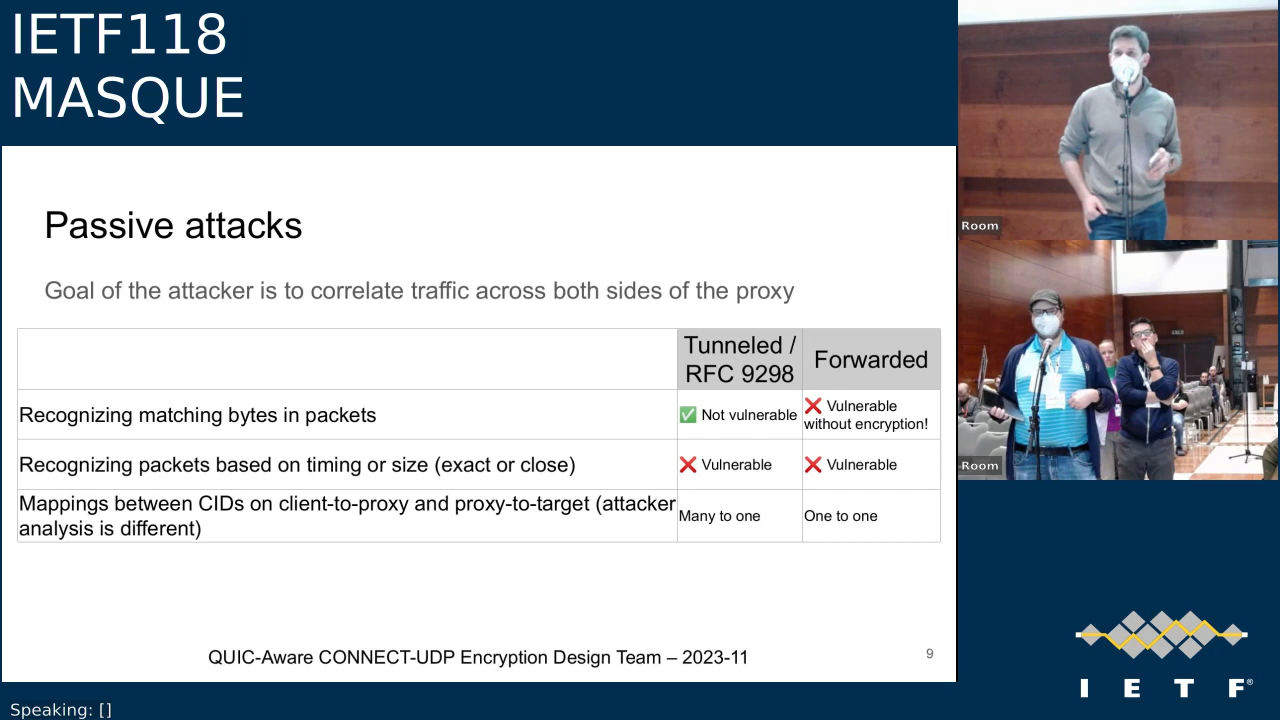 IETF118
MASQUE
Passive attacks
Goal of the attacker is to correlate traffic across both sides of the proxy
Tunneled /
RFC 9298
Forwarded
Recognizing matching bytes in packets
✅ Not vulnerable
❌ Vulnerable
without encryption!
Recognizing packets based on timing or size (exact or close)
❌ Vulnerable
❌ Vulnerable
Mappings between CIDs on client-to-proxy and proxy-to-target (attacker
analysis is different)
Many to one
One to one
QUIC-Aware CONNECT-UDP Encryption Design Team – 2023-11
9
Speaking: []
Room
Room
I E T F®